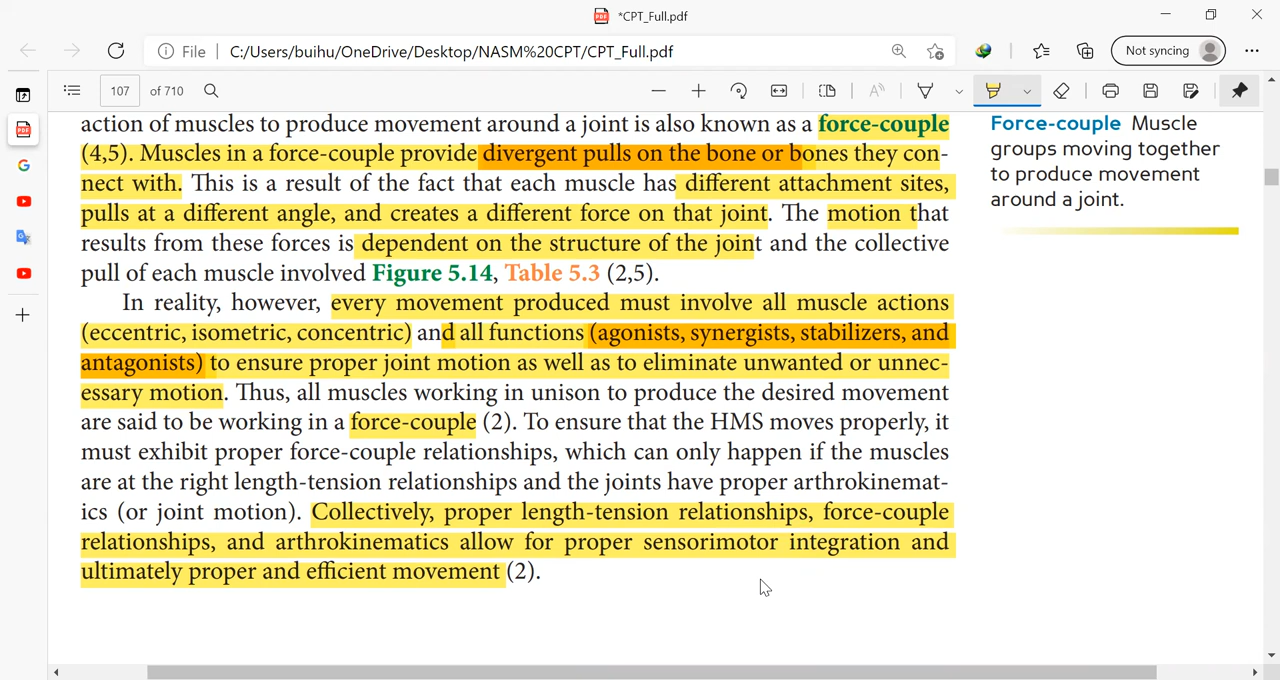 *CPT_Full.pdf
File | C:/Users/buihu/OneDrive/Desktop/NASM%20CPT/CPT_Full.pdf
Not syncing
107 of 710
action of muscles to produce movement around a joint is also known as a force-couple
(4,5). Muscles in a force-couple provide divergent pulls on the bone or bones they con-
nect with. This is a result of the fact that each muscle has different attachment sites,
pulls at a different angle, and creates a different force on that joint. The motion that
results from these forces is dependent on the structure of the joint and the collective
pull of each muscle involved Figure 5.14, Table 5.3 (2,5).
In reality, however, every movement produced must involve all muscle actions
(eccentric, isometric, concentric) and all functions (agonists, synergists, stabilizers, and
antagonists) to ensure proper joint motion as well as to eliminate unwanted or unnec-
essary motion. Thus, all muscles working in unison to produce the desired movement
are said to be working in a force-couple (2). To ensure that the HMS moves properly, it
must exhibit proper force-couple relationships, which can only happen if the muscles
are at the right length-tension relationships and the joints have proper arthrokinemat-
ics (or joint motion). Collectively, proper length-tension relationships, force-couple
relationships, and arthrokinematics allow for proper sensorimotor integration and
ultimately proper and efficient movement (2).
Force-couple Muscle
groups moving together
to produce movement
around a joint.